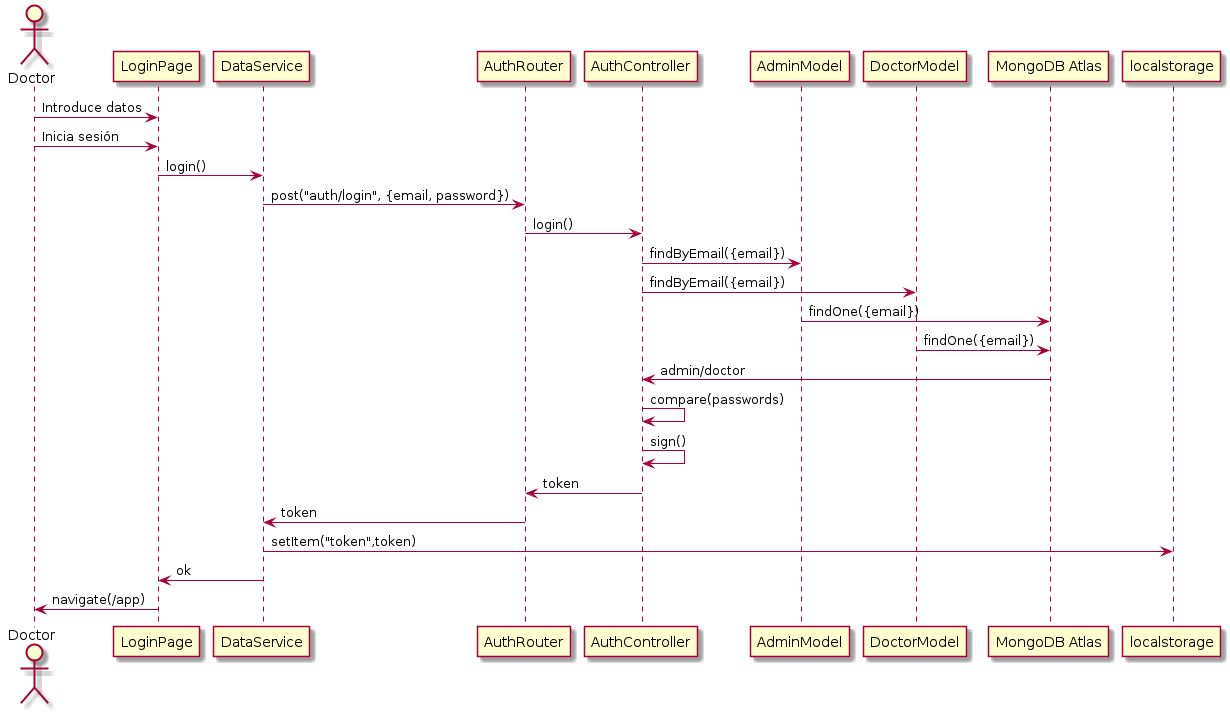 Doctor
LoginPage
DataService
AuthRouter
AuthController
AdminModel
DoctorModel
MongoDB Atlas
localstorage
Introduce datos
Inicia sesión
login()
post("auth/login", {email, password})
login()
findByEmail({email})
findByEmail({email})
findOne({email})
findOne({email})
admin/doctor
compare(passwords)
sign()
token
token
setItem("token",token)
ok
navigate(/app)
Doctor
LoginPage
DataService
AuthRouter
AuthController
AdminModel
DoctorModel
MongoDB Atlas
localstorage